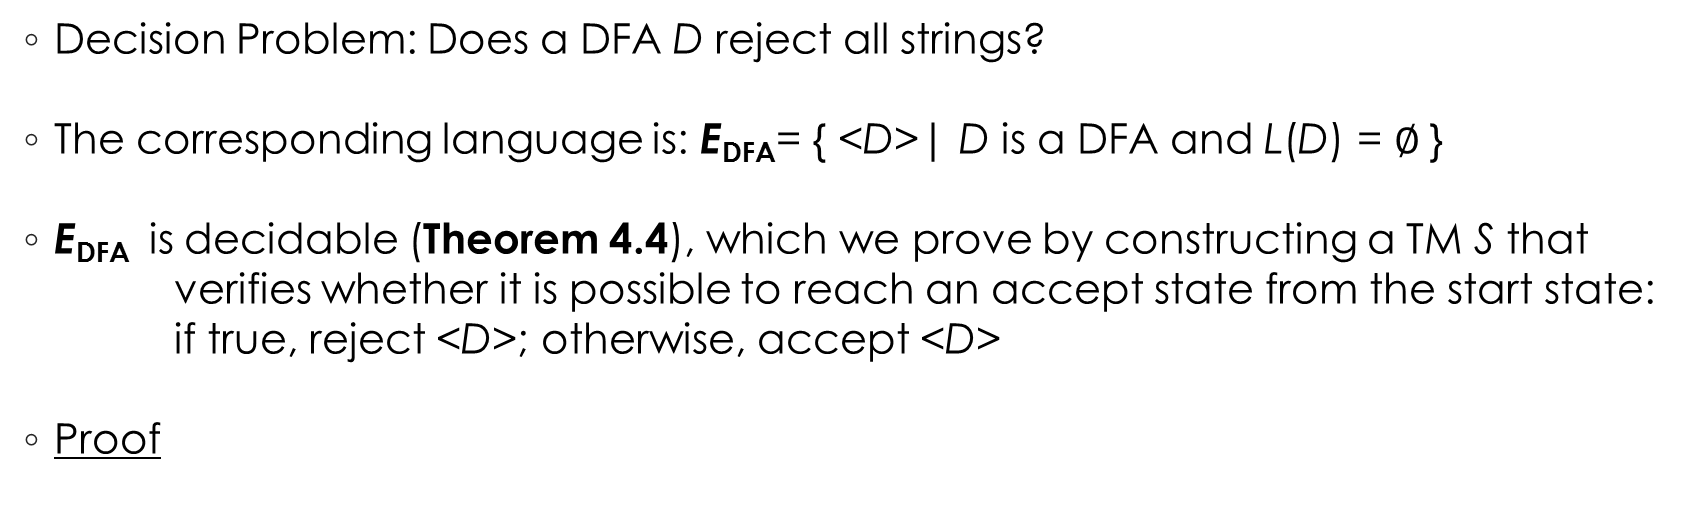 ◦ Decision Problem: Does a DFA D reject all strings?
◦ The corresponding language is: E_DFA = { <D> | D is a DFA and L(D) = ∅ }
◦ E_DFA is decidable (Theorem 4.4), which we prove by constructing a TM S that
verifies whether it is possible to reach an accept state from the start state:
if true, reject <D>; otherwise, accept <D>
◦ Proof